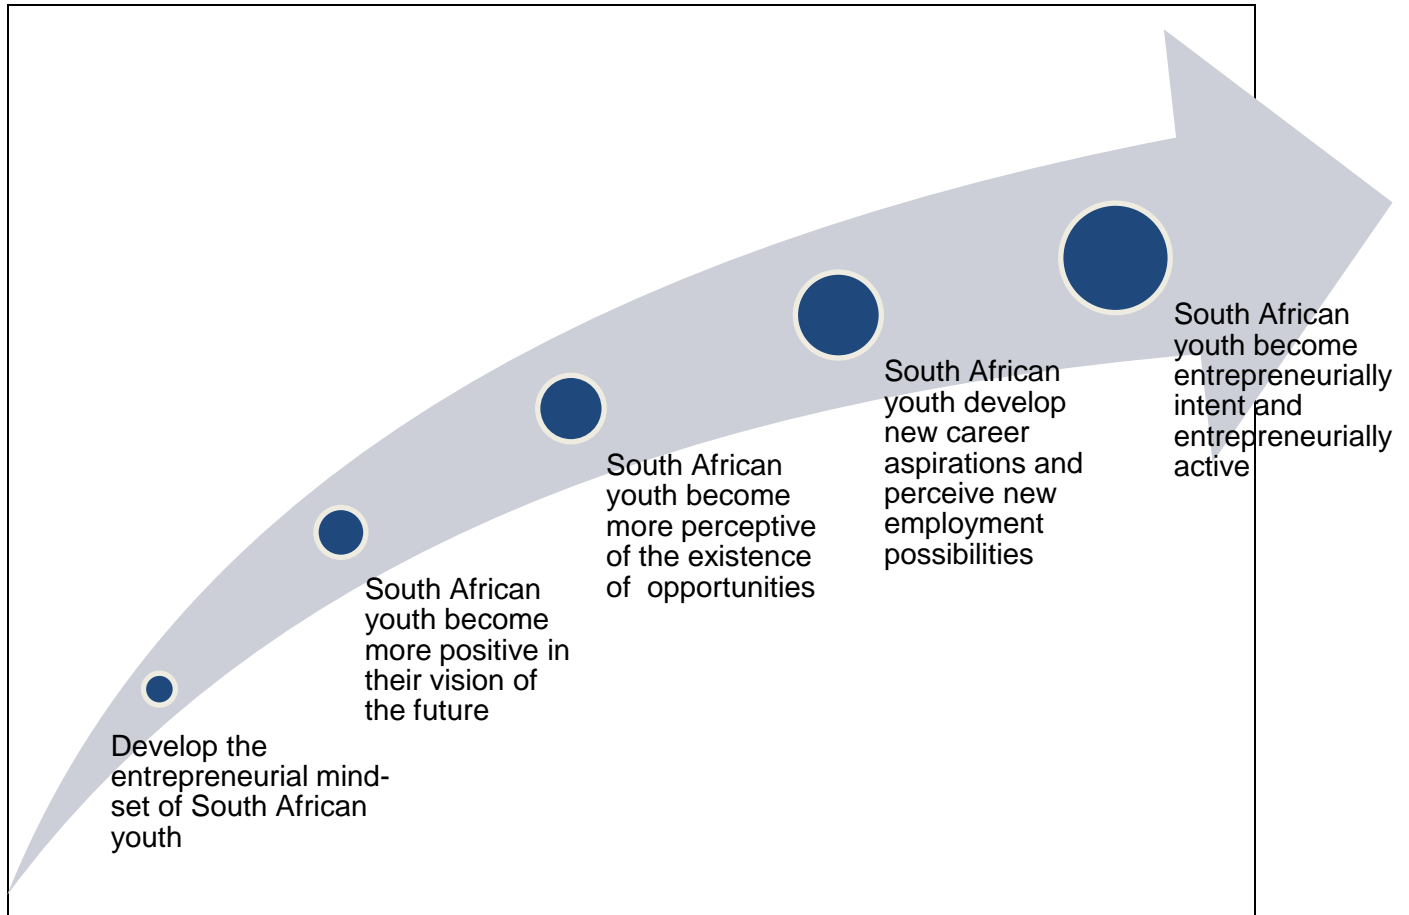 Develop the
entrepreneurial mind-
set of South African
youth
South African
youth become
more positive in
their vision of
the future
South African
youth become
more perceptive
of the existence
of  opportunities
South African
youth develop
new career
aspirations and
perceive new
employment
possibilities
South African
youth become
entrepreneurially
intent and
entrepreneurially
active